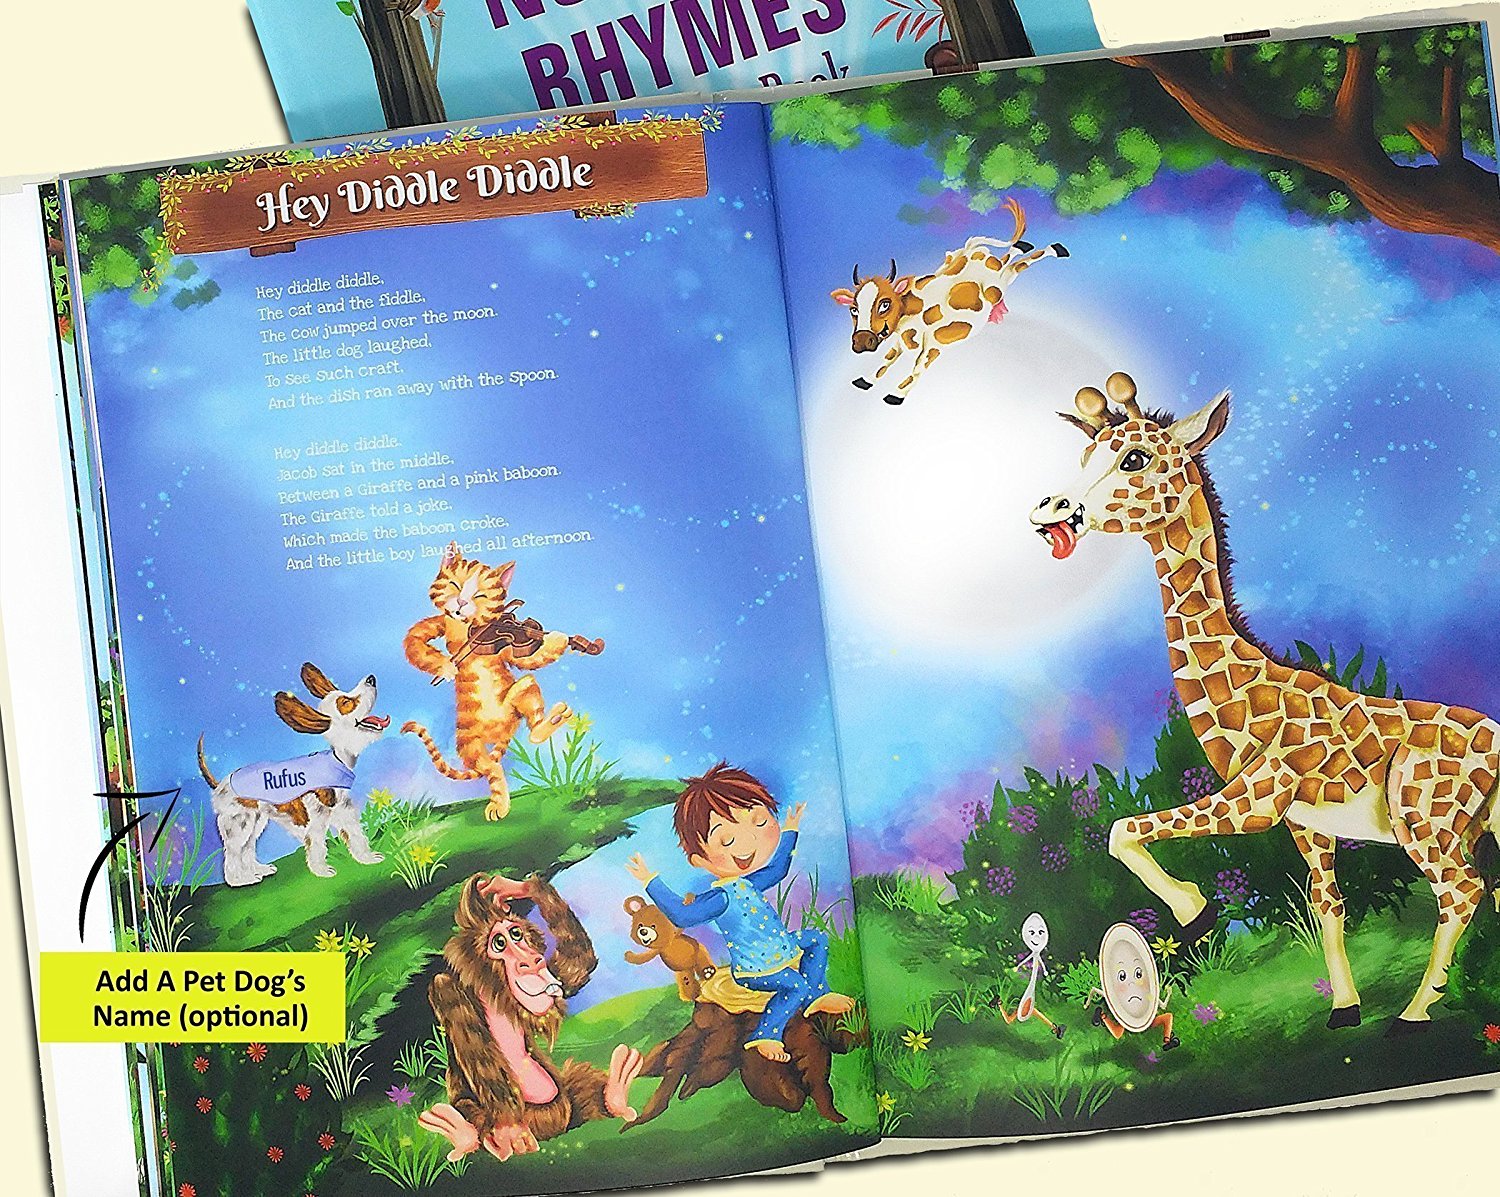 RHYMES
Book
Hey Diddle Diddle
Hey diddle diddle,
The cat and the fiddle,
The cow jumped over the moon.
The little dog laughed,
To see such craft,
And the dish ran away with the spoon.
Hey diddle diddle.
Jacob sat in the middle,
Between a Giraffe and a pink baboon.
The Giraffe told a joke,
Which made the baboon croke,
And the little boy laughed all afternoon.
Rufus
Add A Pet Dog's
Name (optional)